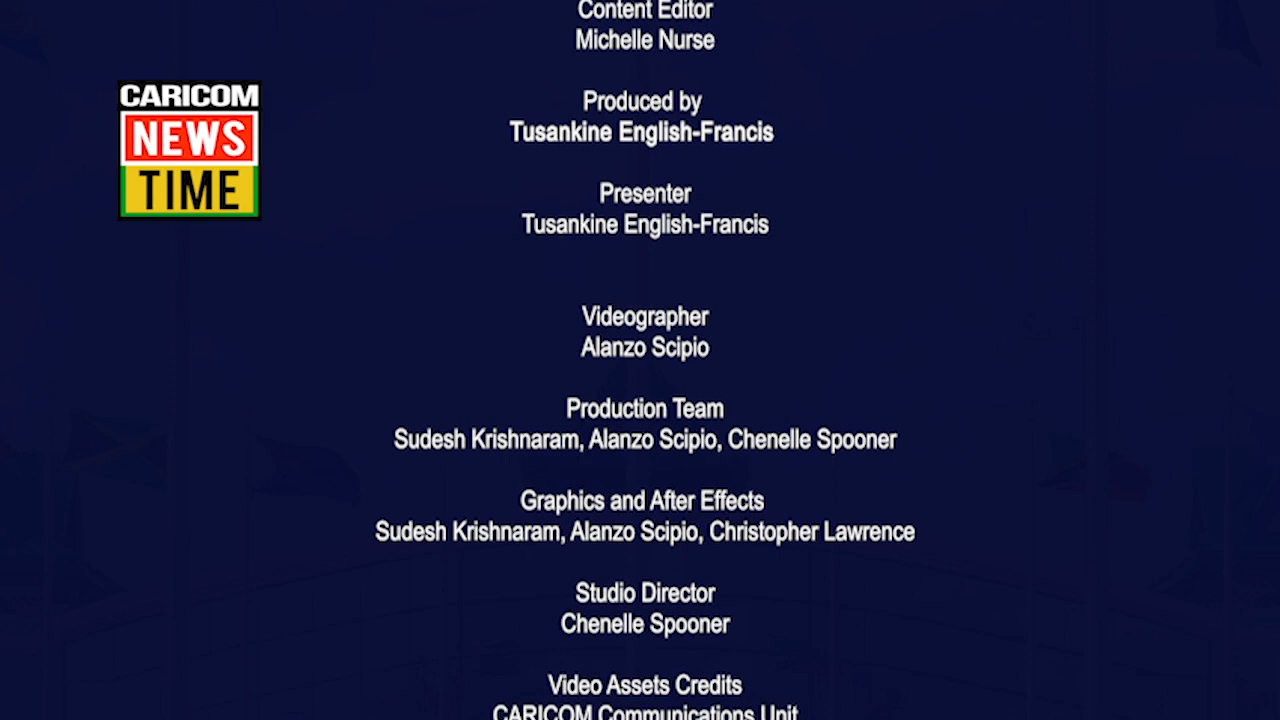 Content Editor
Michelle Nurse
CARICOM
NEWS
TIME
Produced by
Tusankine English-Francis
Presenter
Tusankine English-Francis
Videographer
Alanzo Scipio
Production Team
Sudesh Krishnaram, Alanzo Scipio, Chenelle Spooner
Graphics and After Effects
Sudesh Krishnaram, Alanzo Scipio, Christopher Lawrence
Studio Director
Chenelle Spooner
Video Assets Credits
CARICOM Communications Unit